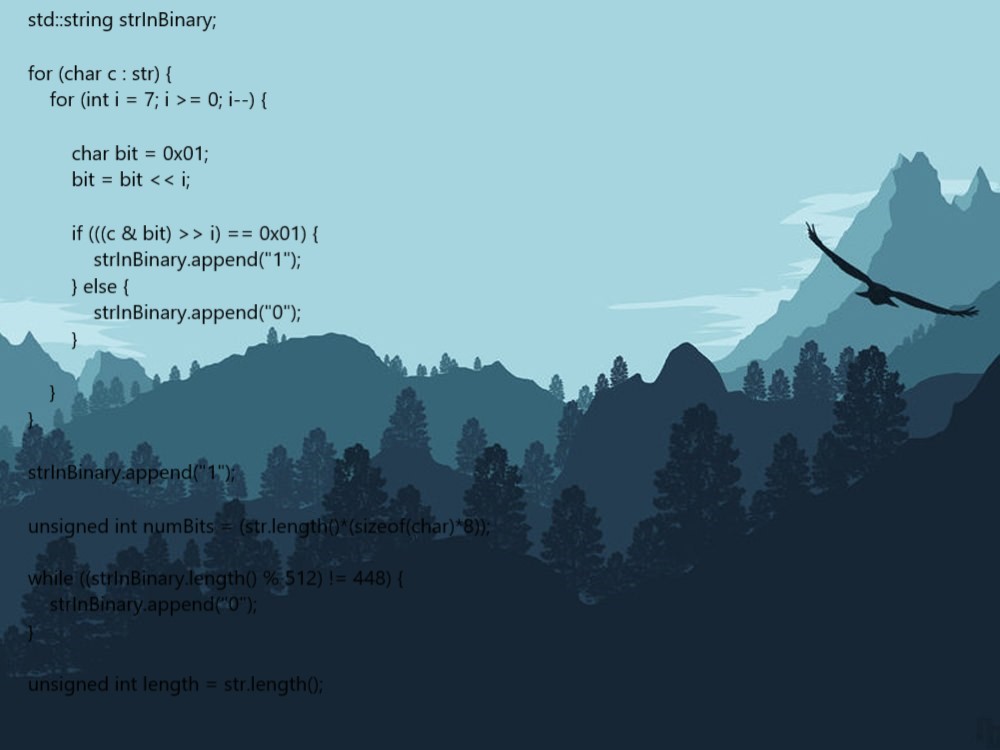 std::string strInBinary;
for (char c : str) {
for (int i = 7; i >= 0; i--) {
char bit = 0x01;
bit = bit << i;
if (((c & bit) >> i) == 0x01) {
strInBinary.append("1");
} else {
strInBinary.append("0");
}
}
}
strInBinary.append("1");
unsigned int numBits = (str.length()*(sizeof(char)*8));
while ((strInBinary.length() % 512) != 448) {
strInBinary.append("0");
}
unsigned int length = str.length();